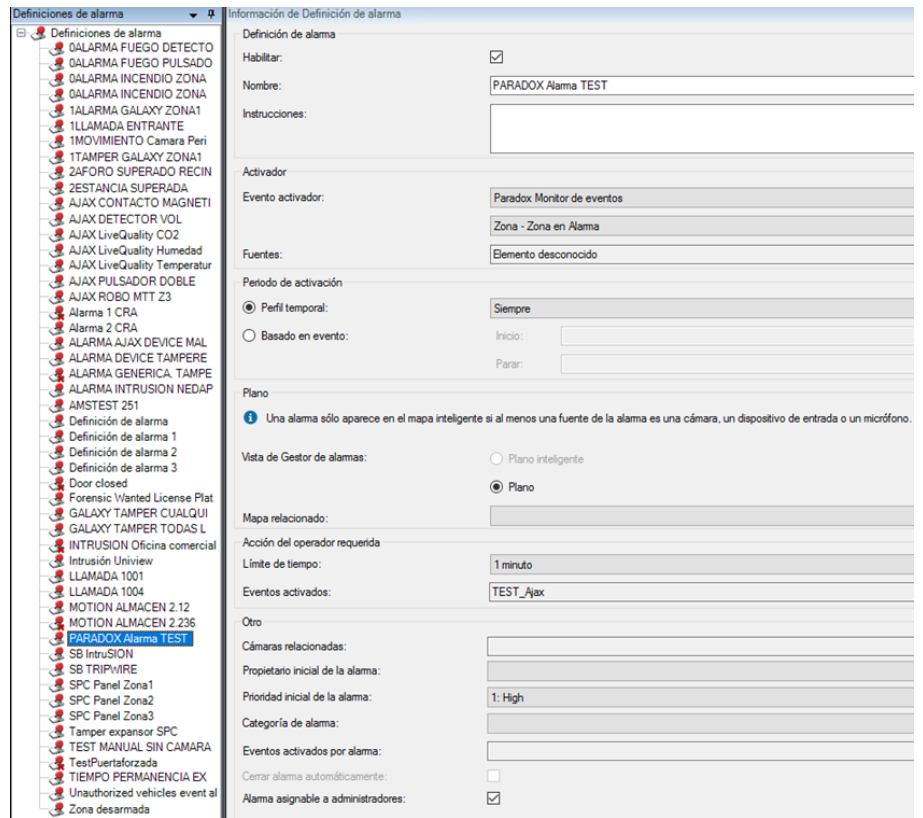 Definiciones de alarma
Definiciones de alarma
0ALARMA FUEGO DETECTO
0ALARMA FUEGO PULSADO
0ALARMA INCENDIO ZONA
0ALARMA INCENDIO ZONA
1ALARMA GALAXY ZONA1
1LLAMADA ENTRANTE
1MOVIMIENTO Camara Peri
1TAMPER GALAXY ZONA1
2AFORO SUPERADO RECIN
2ESTANCIA SUPERADA
AJAX CONTACTO MAGNETI
AJAX DETECTOR VOL
AJAX LiveQuality CO2
AJAX LiveQuality Humedad
AJAX LiveQuality Temperatur
AJAX PULSADOR DOBLE
AJAX ROBO MTT Z3
Alarma 1 CRA
Alarma 2 CRA
ALARMA AJAX DEVICE MAL
ALARMA DEVICE TAMPERE
ALARMA GENERICA. TAMPE
ALARMA INTRUSION NEDAP
AMSTEST 251
Definición de alarma
Definición de alarma 1
Definición de alarma 2
Definición de alarma 3
Door closed
Forensic Wanted License Plat
GALAXY TAMPER CUALQUI
GALAXY TAMPER TODAS L
INTRUSION Oficina comercial
Intrusión Uniview
LLAMADA 1001
LLAMADA 1004
MOTION ALMACEN 2.12
MOTION ALMACEN 2.236
PARADOX Alarma TEST
SB IntruSION
SB TRIPWIRE
SPC Panel Zona1
SPC Panel Zona2
SPC Panel Zona3
Tamper expansor SPC
TEST MANUAL SIN CAMARA
TestPuertaforzada
TIEMPO PERMANENCIA EX
Unauthorized vehicles event al
Zona desarmada
Información de Definición de alarma
Definición de alarma
Habilitar:
Nombre: PARADOX Alarma TEST
Instrucciones:
Activador
Evento activador: Paradox Monitor de eventos
Zona - Zona en Alarma
Fuentes: Elemento desconocido
Periodo de activación
Perfil temporal: Siempre
Basado en evento: Inicio:
Parar:
Plano
Una alarma sólo aparece en el mapa inteligente si al menos una fuente de la alarma es una cámara, un dispositivo de entrada o un micrófono.
Vista de Gestor de alarmas: Plano inteligente
Plano
Mapa relacionado:
Acción del operador requerida
Límite de tiempo: 1 minuto
Eventos activados: TEST_Ajax
Otro
Cámaras relacionadas:
Propietario inicial de la alarma:
Prioridad inicial de la alarma: 1: High
Categoría de alarma:
Eventos activados por alarma:
Cerrar alarma automáticamente:
Alarma asignable a administradores: